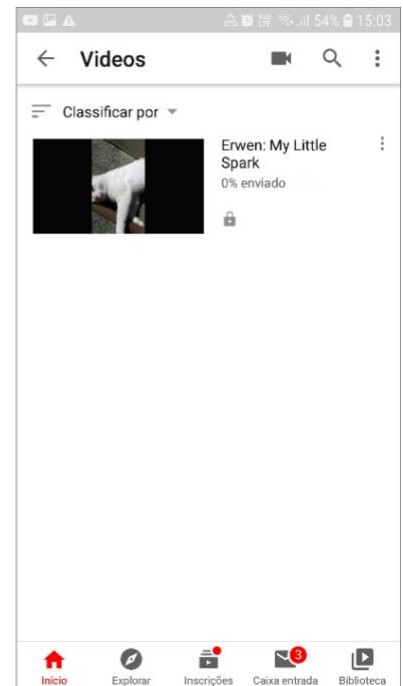 54% 15:03
Videos
Classificar por
Erwen: My Little
Spark
0% enviado
3
Início Explorar Inscrições Caixa entrada Biblioteca